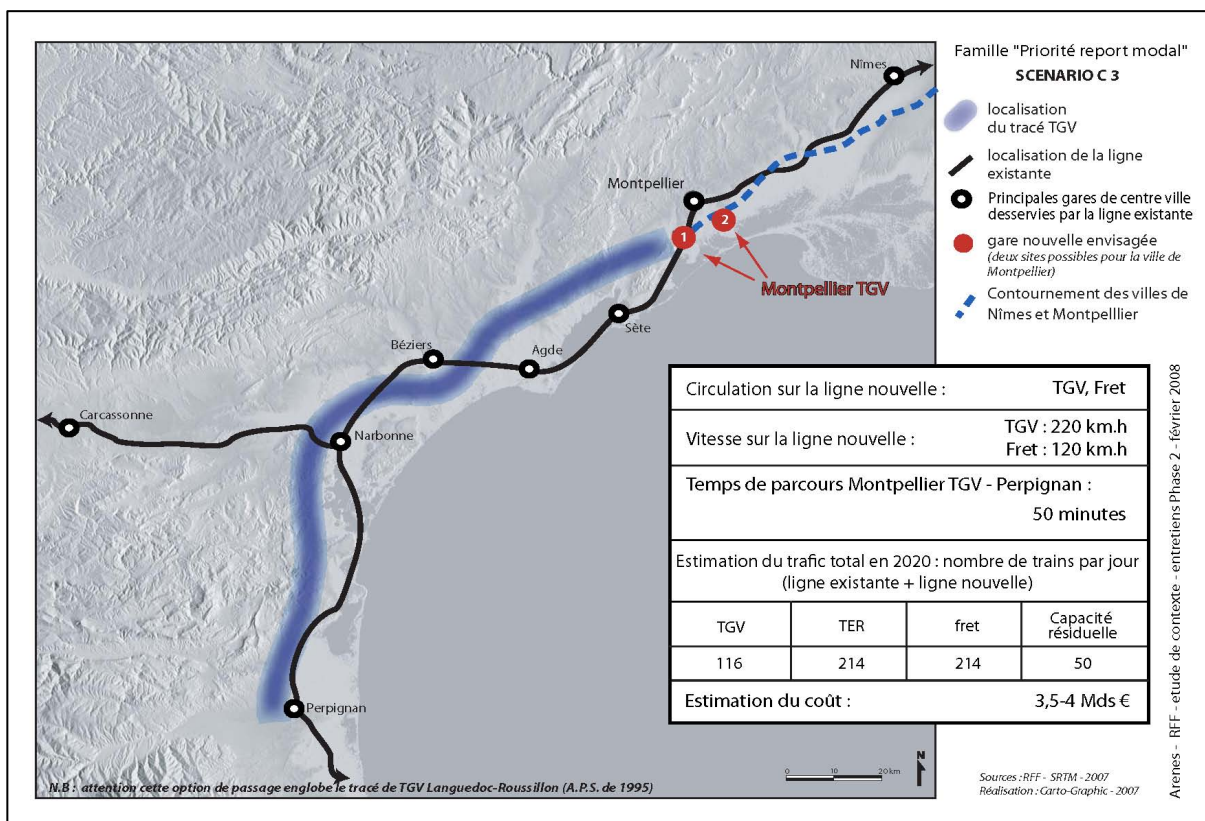 Famille "Priorité report modal"
SCENARIO C 3
localisation
du tracé TGV
localisation de la ligne
existante
Principales gares de centre ville
desservies par la ligne existante
gare nouvelle envisagée
(deux sites possibles pour la ville de
Montpellier)
Contournement des villes de
Nîmes et Montpelllier
Nîmes
Montpellier
2
1
Montpellier TGV
Sète
Béziers
Agde
Carcassonne
Narbonne
Perpignan
Circulation sur la ligne nouvelle : TGV, Fret
Vitesse sur la ligne nouvelle : TGV : 220 km.h
Fret : 120 km.h
Temps de parcours Montpellier TGV - Perpignan :
50 minutes
Estimation du trafic total en 2020 : nombre de trains par jour
(ligne existante + ligne nouvelle)
TGV TER fret Capacité
résiduelle
116 214 214 50
Estimation du coût : 3,5-4 Mds €
N
0 10 20 km
N.B : attention cette option de passage englobe le tracé de TGV Languedoc-Roussillon (A.P.S. de 1995)
Sources : RFF - SRTM - 2007
Réalisation : Carto-Graphic - 2007
Arenes - RFF - etude de contexte - entretiens Phase 2 - février 2008